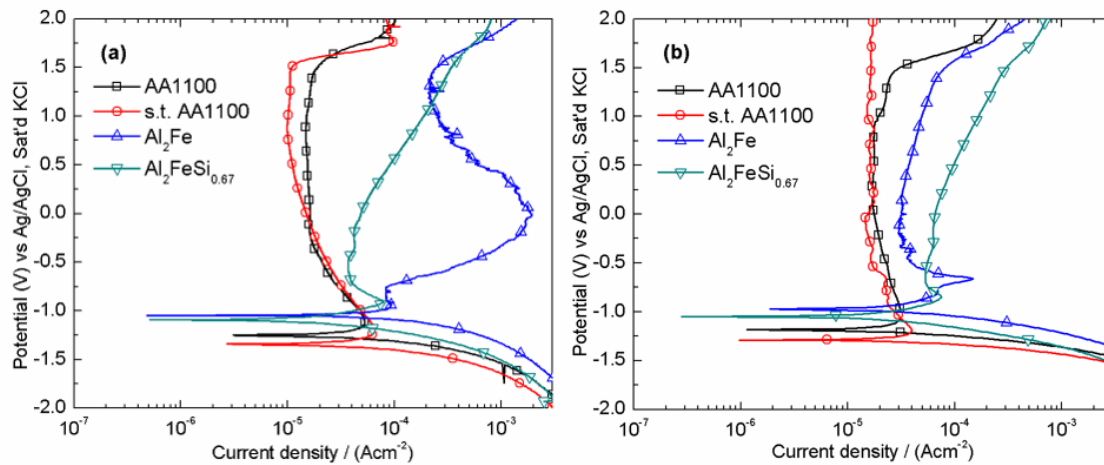 (a)
AA1100
s.t. AA1100
Al₂Fe
Al₂FeSi₀.₆₇
Potential (V) vs Ag/AgCl, Sat'd KCl
2.0
1.5
1.0
0.5
0.0
-0.5
-1.0
-1.5
-2.0
10⁻⁷ 10⁻⁶ 10⁻⁵ 10⁻⁴ 10⁻³
Current density / (Acm⁻²)
(b)
AA1100
s.t. AA1100
Al₂Fe
Al₂FeSi₀.₆₇
Potential (V) vs Ag/AgCl, Sat'd KCl
2.0
1.5
1.0
0.5
0.0
-0.5
-1.0
-1.5
-2.0
10⁻⁷ 10⁻⁶ 10⁻⁵ 10⁻⁴ 10⁻³
Current density / (Acm⁻²)